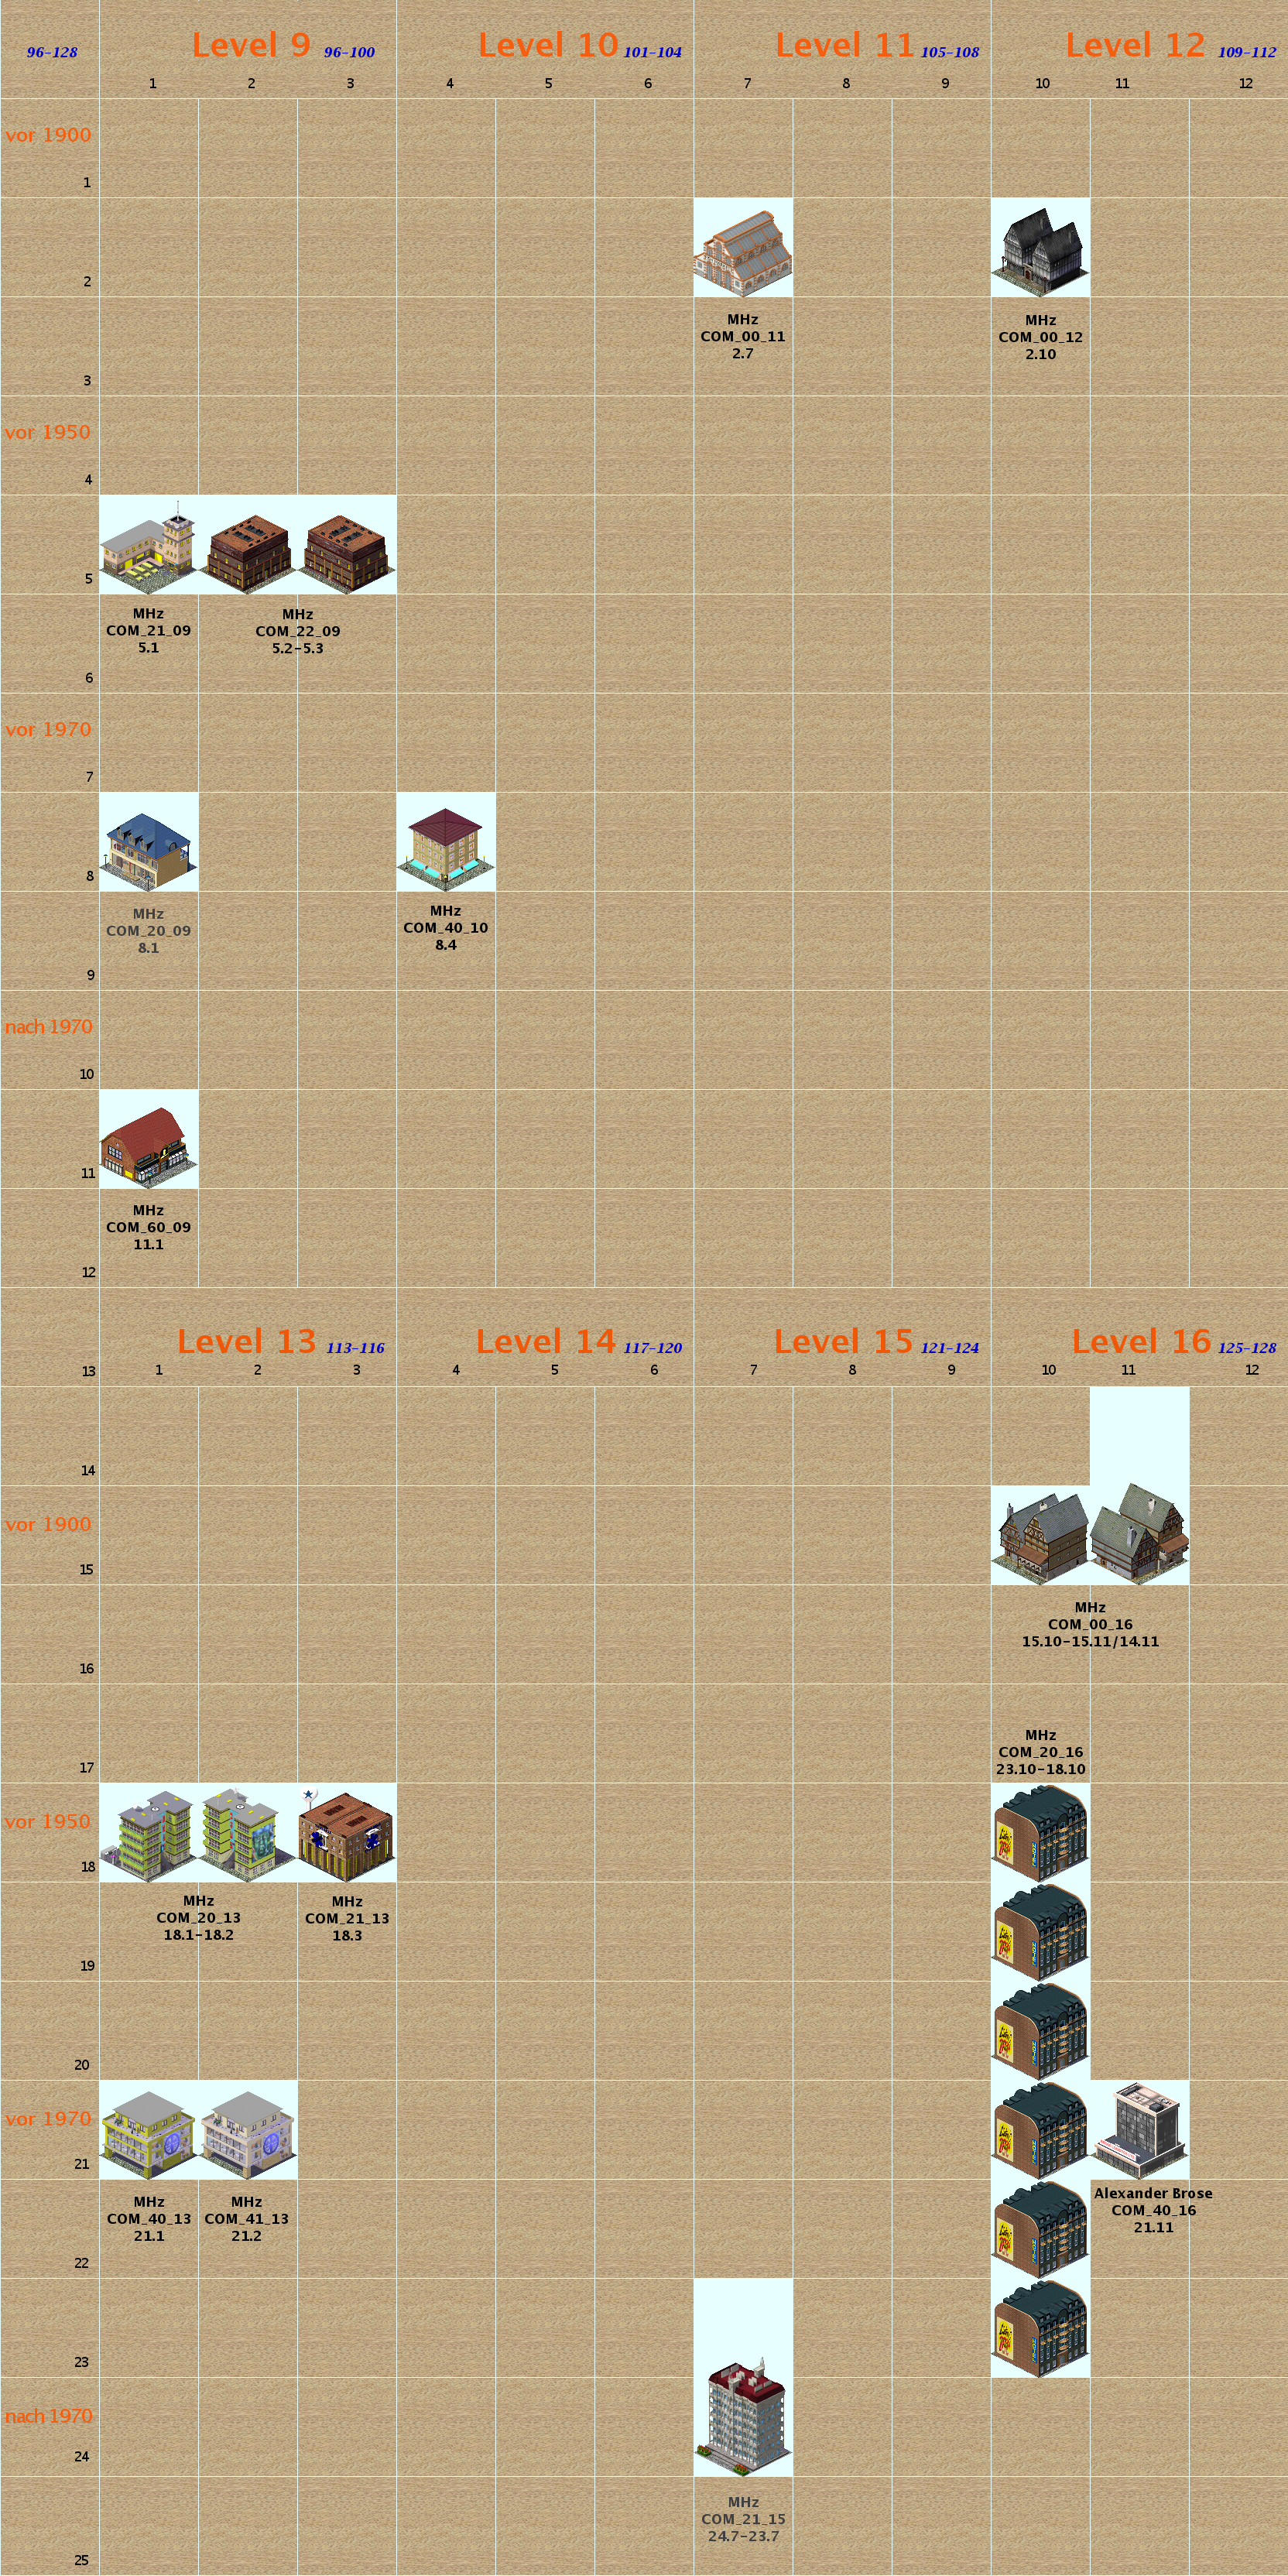 96-128 Level 9 96-100 Level 10 101-104 Level 11 105-108 Level 12 109-112
1 2 3 4 5 6 7 8 9 10 11 12
vor 1900
1
2
MHz
COM_00_11
2.7
MHz
COM_00_12
2.10
3
vor 1950
4
5
MHz
COM_21_09
5.1
MHz
COM_22_09
5.2-5.3
6
vor 1970
7
8
MHz
COM_20_09
8.1
MHz
COM_40_10
8.4
9
nach 1970
10
11
MHz
COM_60_09
11.1
12
Level 13 113-116 Level 14 117-120 Level 15 121-124 Level 16 125-128
13 1 2 3 4 5 6 7 8 9 10 11 12
14
vor 1900
15
MHz
COM_00_16
15.10-15.11/14.11
16
MHz
COM_20_16
23.10-18.10
17
vor 1950
18
MHz
COM_20_13
18.1-18.2
MHz
COM_21_13
18.3
19
20
vor 1970
21
MHz
COM_40_13
21.1
MHz
COM_41_13
21.2
Alexander Brose
COM_40_16
21.11
22
23
nach 1970
24
MHz
COM_21_15
24.7-23.7
25